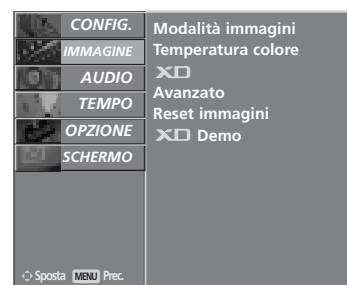 CONFIG.
IMMAGINE
AUDIO
TEMPO
OPZIONE
SCHERMO
Modalità immagini
Temperatura colore
XD
Avanzato
Reset immagini
XD Demo
Sposta MENU Prec.